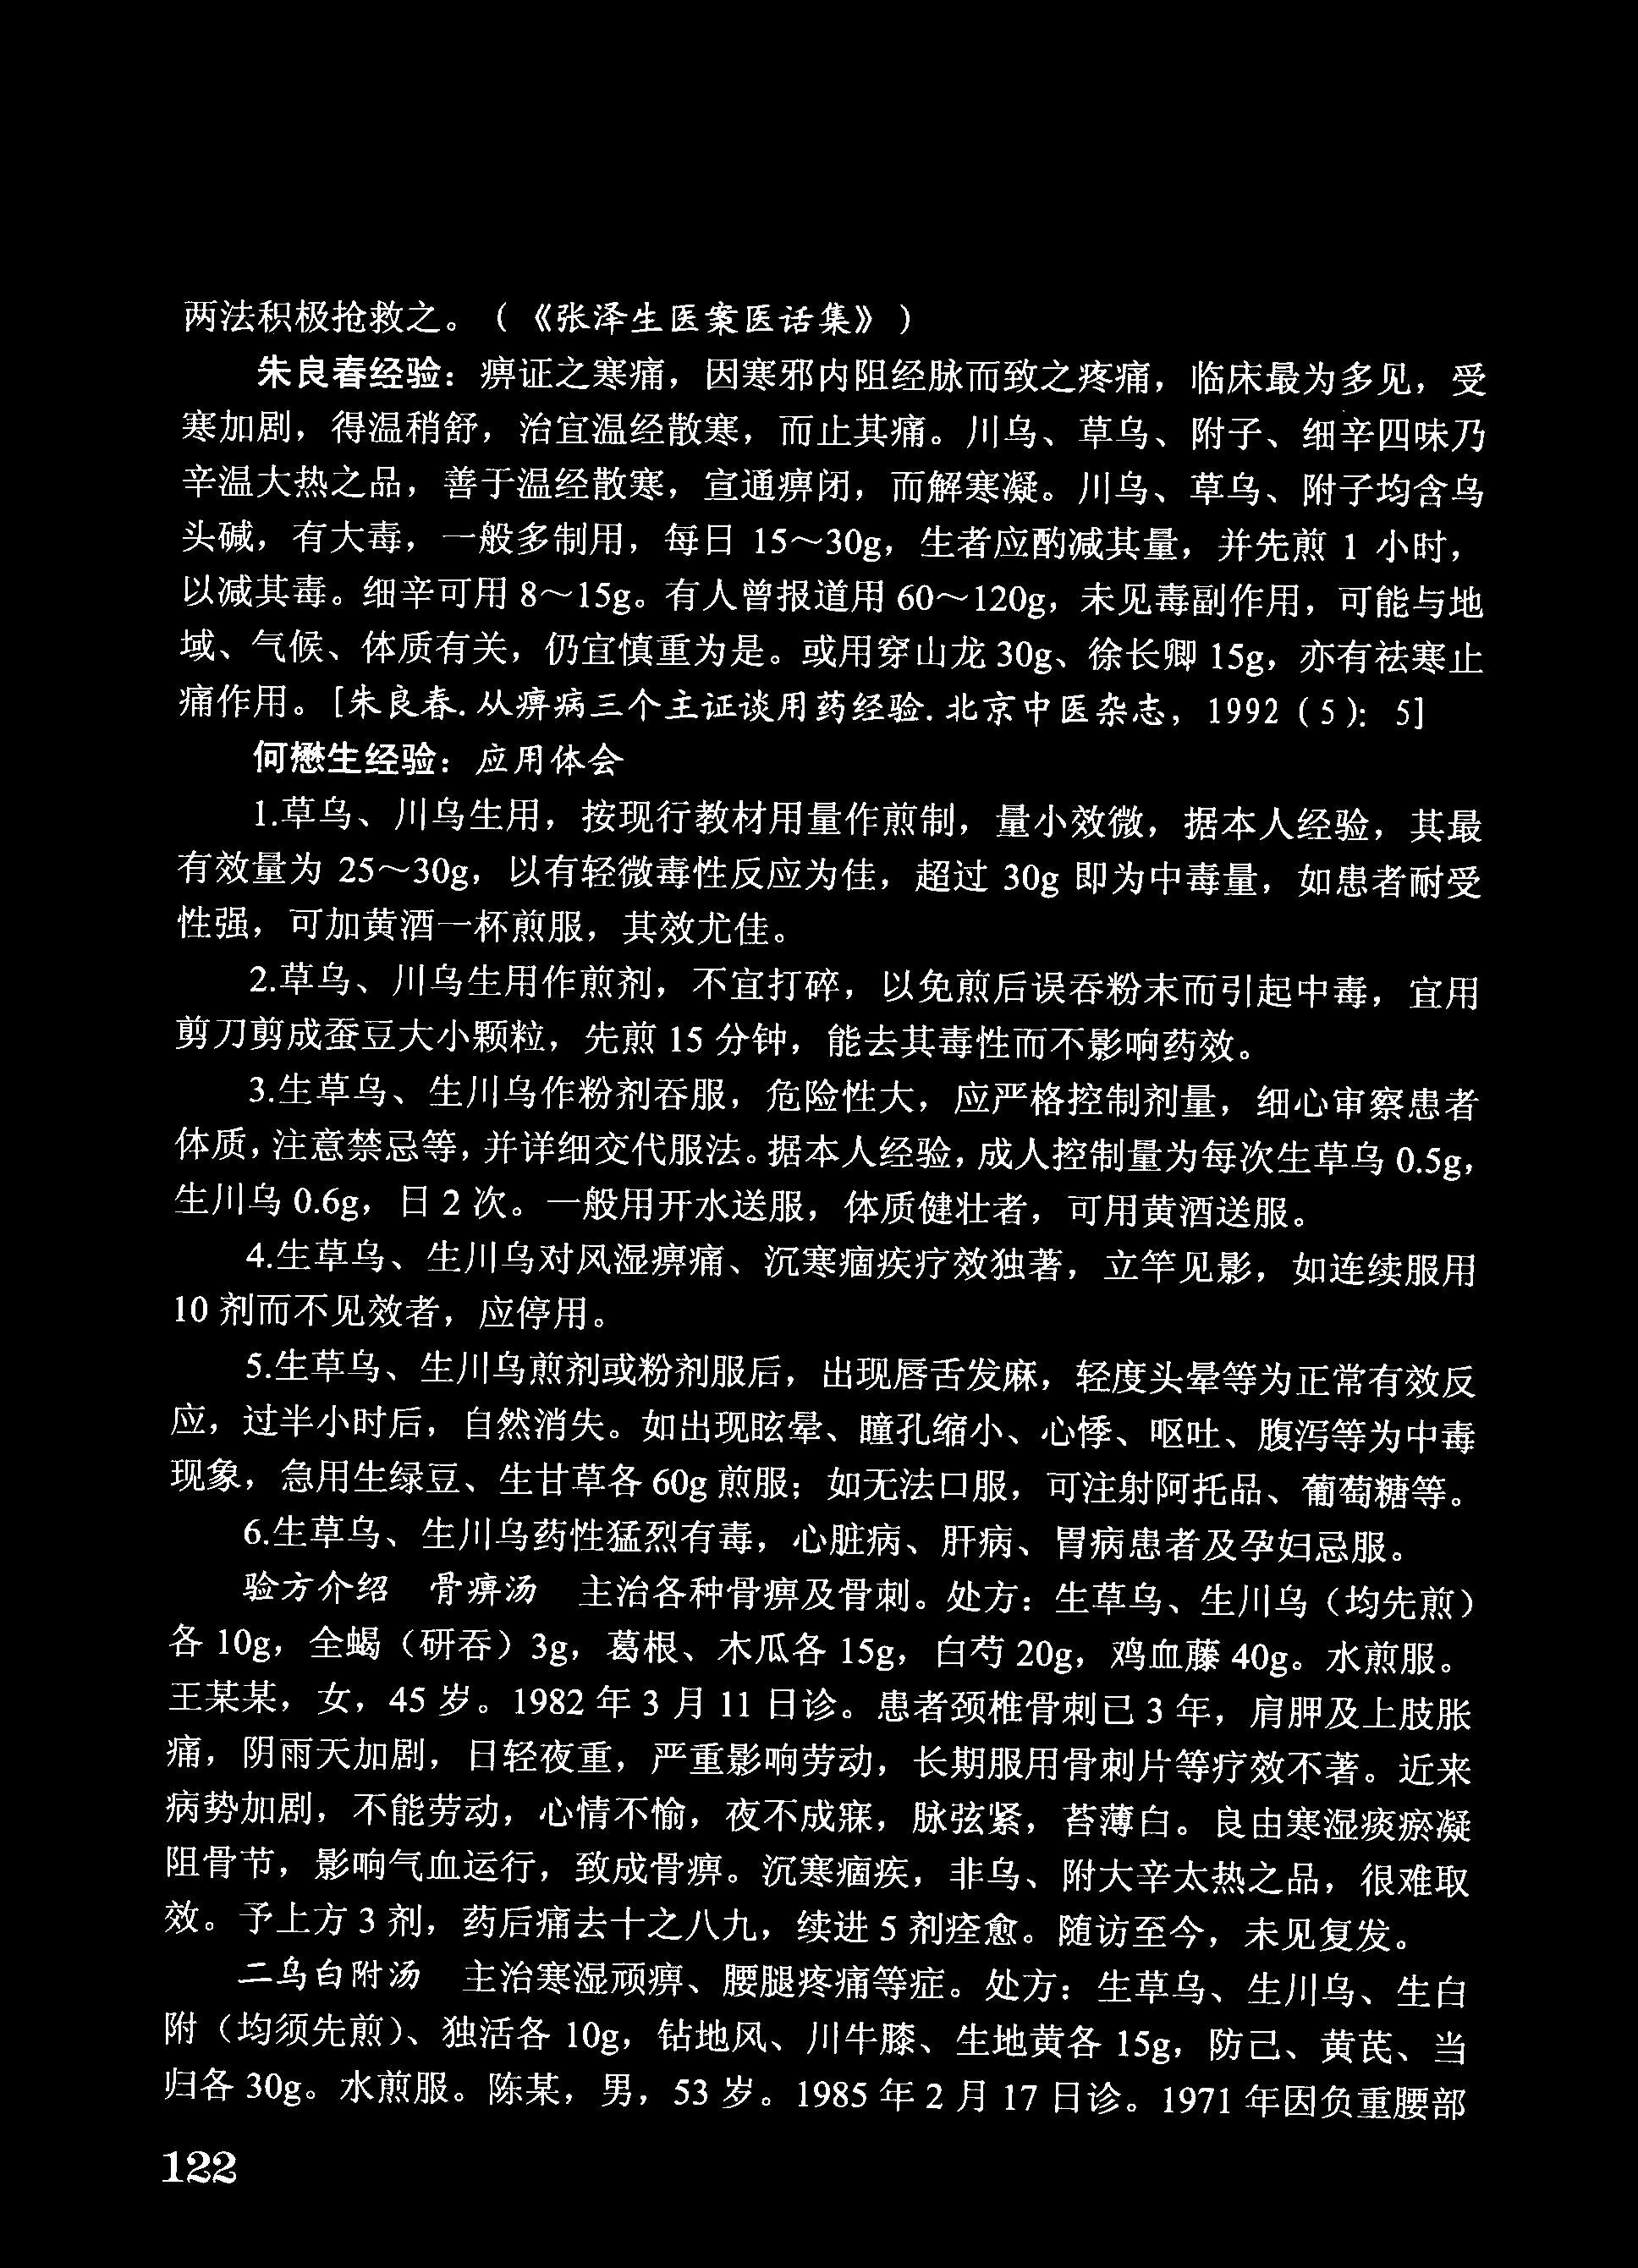 两法积极抢救之。（《张泽生医案医话集》）
朱良春经验：痹证之寒痛，因寒邪内阻经脉而致之疼痛，临床最为多见，受
寒加剧，得温稍舒，治宜温经散寒，而止其痛。川乌、草乌、附子、细辛四味乃
辛温大热之品，善于温经散寒，宣通痹闭，而解寒凝。川乌、草乌、附子均含乌
头碱，有大毒，一般多制用，每日 15～30g，生者应酌减其量，并先煎 1 小时，
以减其毒。细辛可用 8～15g。有人曾报道用 60～120g，未见毒副作用，可能与地
域、气候、体质有关，仍宜慎重为是。或用穿山龙 30g、徐长卿 15g，亦有祛寒止
痛作用。[朱良春.从痹病三个主证谈用药经验.北京中医杂志，1992（5）：5]
何懋生经验：应用体会
1.草乌、川乌生用，按现行教材用量作煎制，量小效微，据本人经验，其最
有效量为 25～30g，以有轻微毒性反应为佳，超过 30g 即为中毒量，如患者耐受
性强，可加黄酒一杯煎服，其效尤佳。
2.草乌、川乌生用作煎剂，不宜打碎，以免煎后误吞粉末而引起中毒，宜用
剪刀剪成蚕豆大小颗粒，先煎 15 分钟，能去其毒性而不影响药效。
3.生草乌、生川乌作粉剂吞服，危险性大，应严格控制剂量，细心审察患者
体质，注意禁忌等，并详细交代服法。据本人经验，成人控制量为每次生草乌 0.5g，
生川乌 0.6g，日 2 次。一般用开水送服，体质健壮者，可用黄酒送服。
4.生草乌、生川乌对风湿痹痛、沉寒痼疾疗效独著，立竿见影，如连续服用
10 剂而不见效者，应停用。
5.生草乌、生川乌煎剂或粉剂服后，出现唇舌发麻，轻度头晕等为正常有效反
应，过半小时后，自然消失。如出现眩晕、瞳孔缩小、心悸、呕吐、腹泻等为中毒
现象，急用生绿豆、生甘草各 60g 煎服；如无法口服，可注射阿托品、葡萄糖等。
6.生草乌、生川乌药性猛烈有毒，心脏病、肝病、胃病患者及孕妇忌服。
验方介绍　骨痹汤　主治各种骨痹及骨刺。处方：生草乌、生川乌（均先煎）
各 10g，全蝎（研吞）3g，葛根、木瓜各 15g，白芍 20g，鸡血藤 40g。水煎服。
王某某，女，45 岁。1982 年 3 月 11 日诊。患者颈椎骨刺已 3 年，肩胛及上肢胀
痛，阴雨天加剧，日轻夜重，严重影响劳动，长期服用骨刺片等疗效不著。近来
病势加剧，不能劳动，心情不愉，夜不成寐，脉弦紧，苔薄白。良由寒湿痰瘀凝
阻骨节，影响气血运行，致成骨痹。沉寒痼疾，非乌、附大辛太热之品，很难取
效。予上方 3 剂，药后痛去十之八九，续进 5 剂痊愈。随访至今，未见复发。
二乌白附汤　主治寒湿顽痹、腰腿疼痛等症。处方：生草乌、生川乌、生白
附（均须先煎）、独活各 10g，钻地风、川牛膝、生地黄各 15g，防己、黄芪、当
归各 30g。水煎服。陈某，男，53 岁。1985 年 2 月 17 日诊。1971 年因负重腰部
122